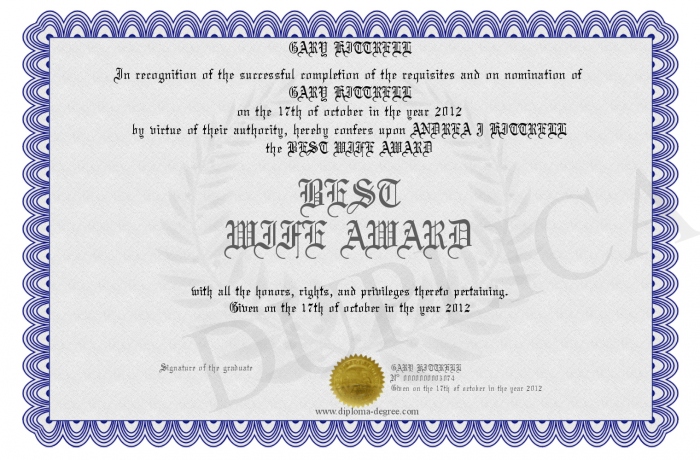 GARY KITTRELL
In recognition of the successful completion of the requisites and on nomination of
GARY KITTRELL
on the 17th of october in the year 2012
by virtue of their authority, hereby confers upon ANDREA J KITTRELL
the BEST WIFE AWARD
BEST
WIFE AWARD
with all the honors, rights, and privileges thereto pertaining.
Given on the 17th of october in the year 2012
DUPLICA
Signature of the graduate
GARY KITTRELL
Nº 0000000003074
Given on the 17th of october in the year 2012
www.diploma-degree.com